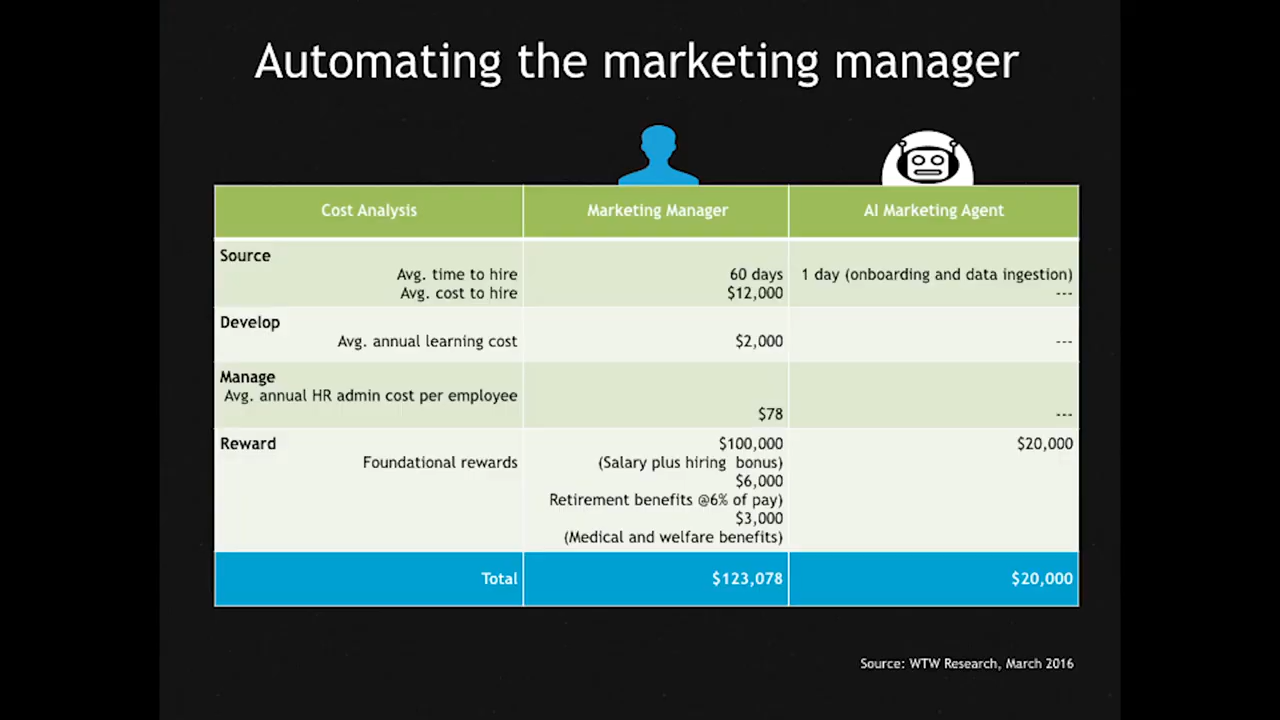 Automating the marketing manager
Cost Analysis
Marketing Manager
AI Marketing Agent
Source
Avg. time to hire
60 days
1 day (onboarding and data ingestion)
Avg. cost to hire
$12,000
---
Develop
Avg. annual learning cost
$2,000
---
Manage
Avg. annual HR admin cost per employee
$78
---
Reward
Foundational rewards
$100,000
(Salary plus hiring bonus)
$6,000
Retirement benefits @6% of pay)
$3,000
(Medical and welfare benefits)
$20,000
Total
$123,078
$20,000
Source: WTW Research, March 2016